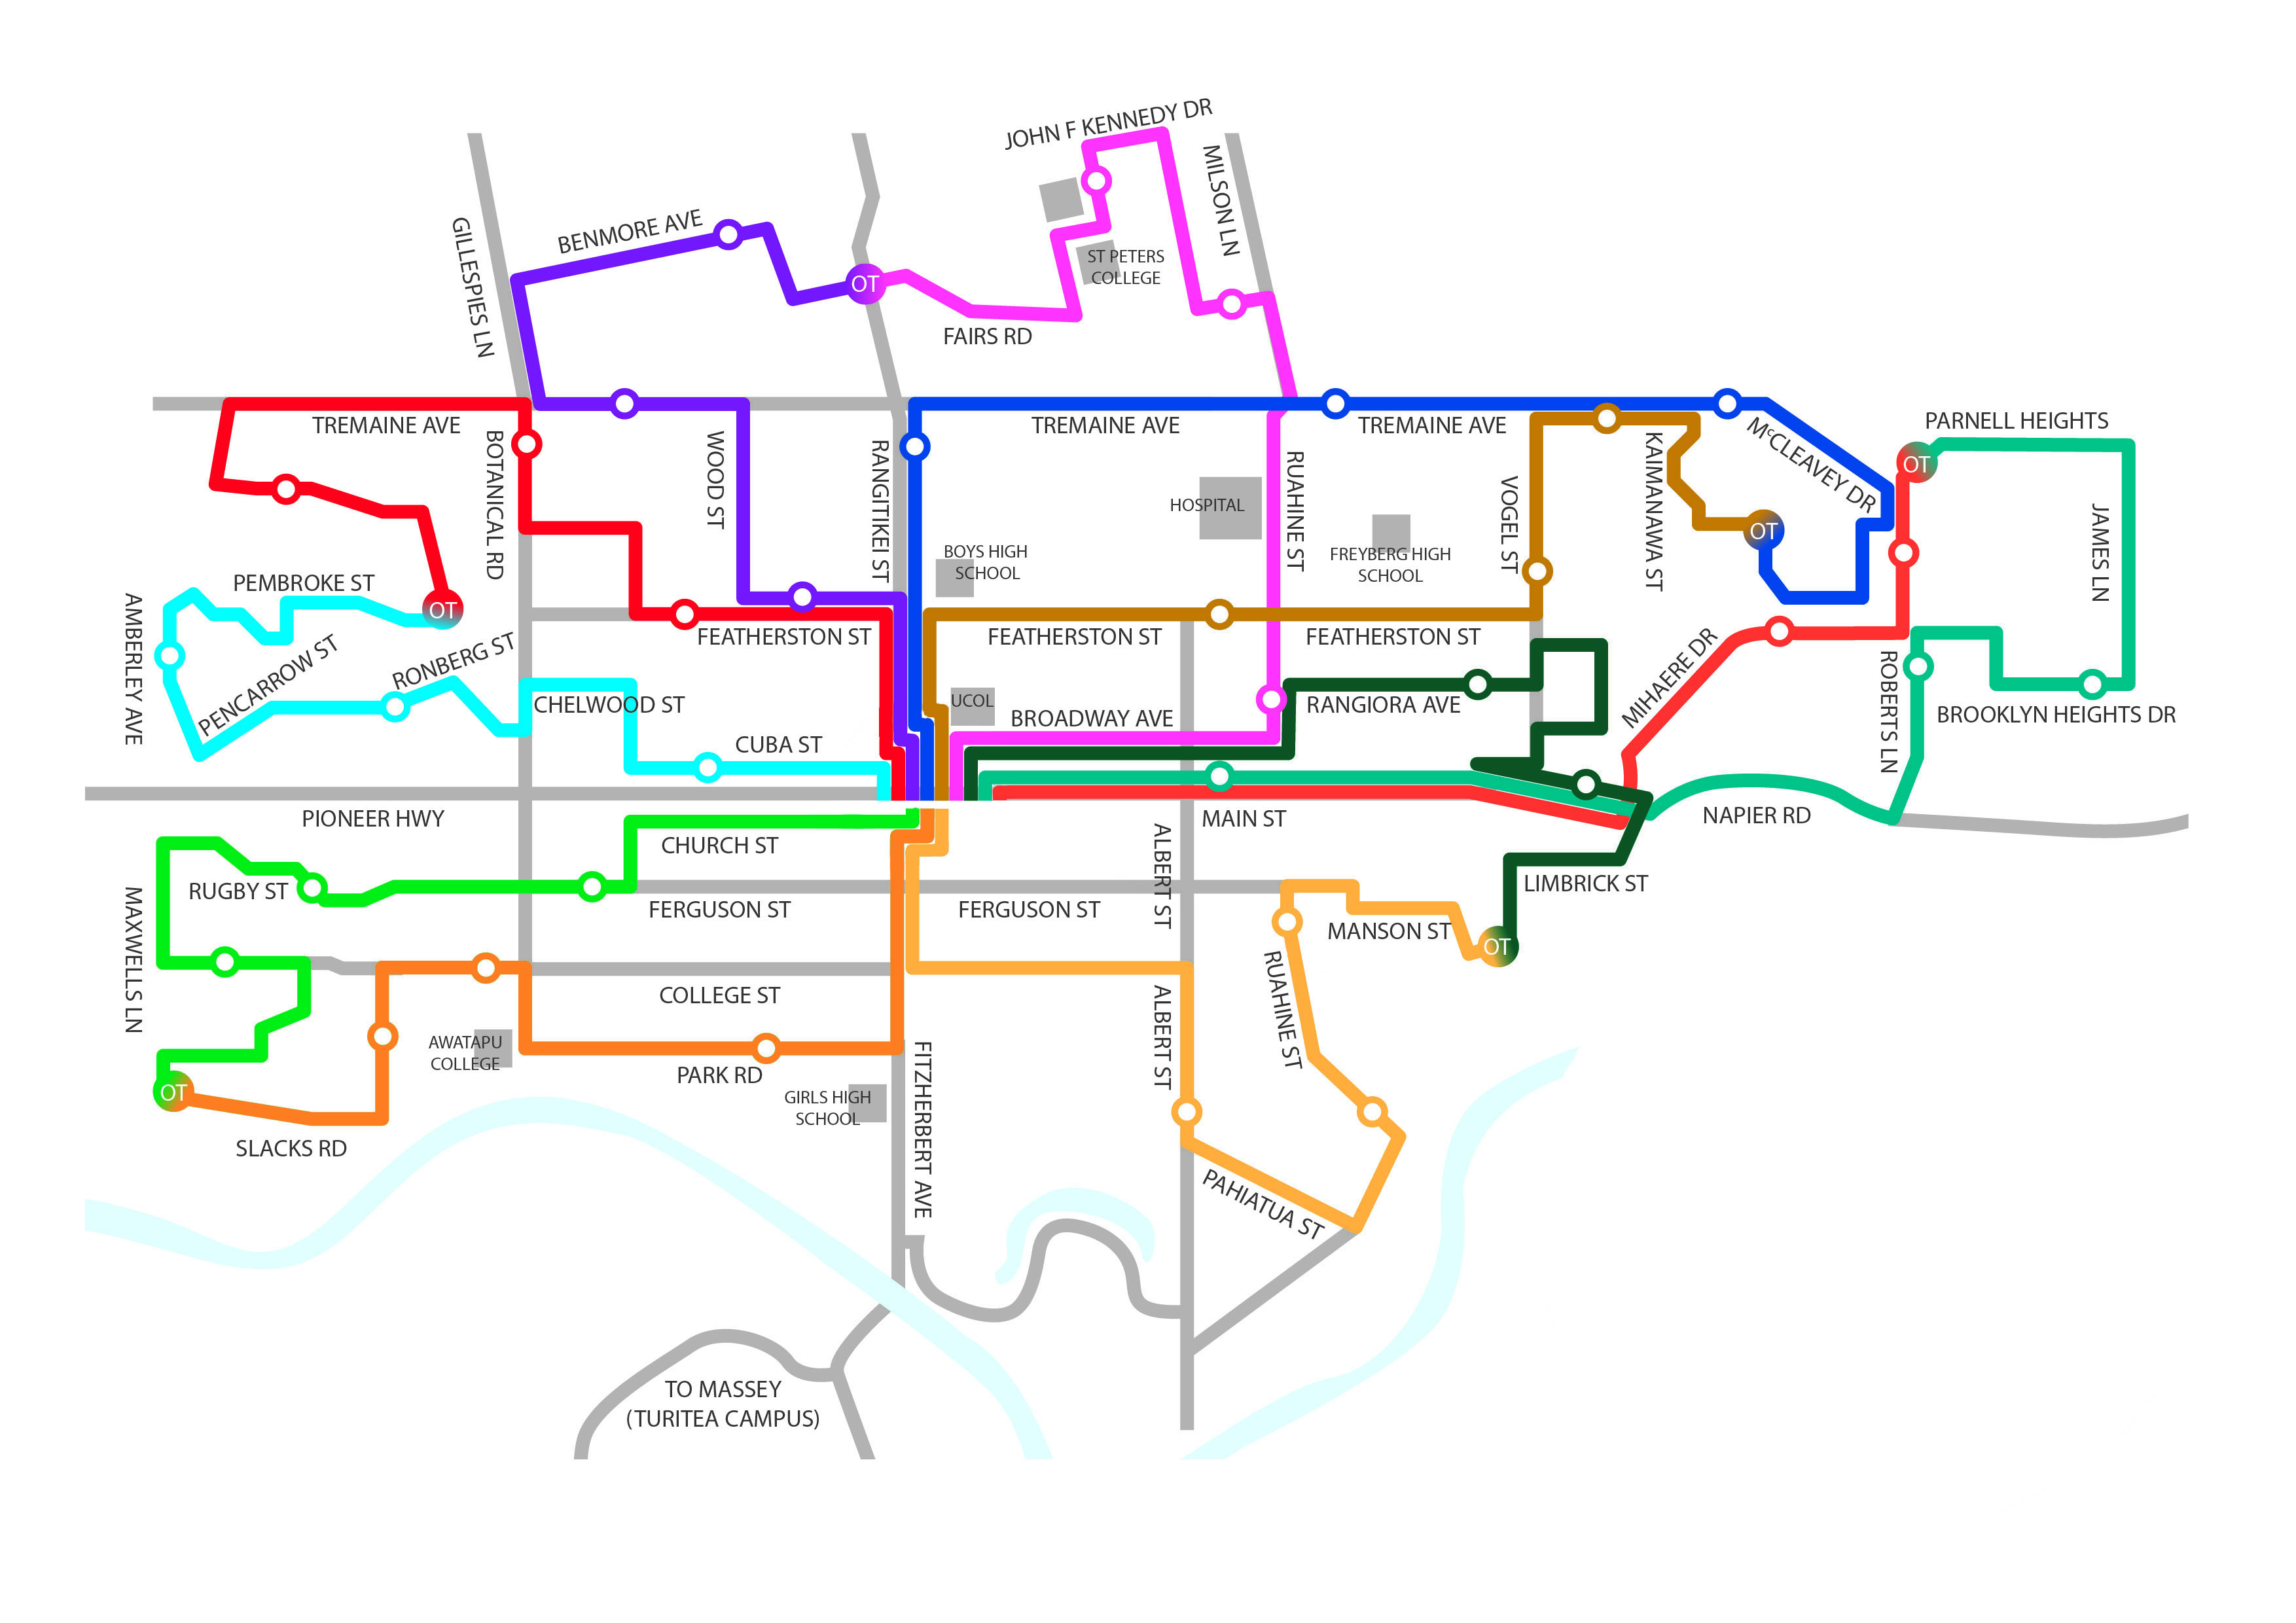 JOHN F KENNEDY DR
MILSON LN
GILLESPIES LN
BENMORE AVE
ST PETERS
COLLEGE
OT
FAIRS RD
TREMAINE AVE
TREMAINE AVE
TREMAINE AVE
PARNELL HEIGHTS
BOTANICAL RD
WOOD ST
RANGITIKEI ST
RUAHINE ST
VOGEL ST
KAIMANAWA ST
McCLEAVEY DR
OT
HOSPITAL
JAMES LN
OT
BOYS HIGH
SCHOOL
FREYBERG HIGH
SCHOOL
PEMBROKE ST
OT
AMBERLEY AVE
PENCARROW ST
RONBERG ST
FEATHERSTON ST
FEATHERSTON ST
FEATHERSTON ST
MIHAERE DR
ROBERTS LN
CHELWOOD ST
UCOL
BROADWAY AVE
RANGIORA AVE
BROOKLYN HEIGHTS DR
CUBA ST
PIONEER HWY
MAIN ST
NAPIER RD
CHURCH ST
ALBERT ST
RUGBY ST
LIMBRICK ST
MAXWELLS LN
FERGUSON ST
FERGUSON ST
MANSON ST
OT
RUAHINE ST
COLLEGE ST
ALBERT ST
AWATAPU
COLLEGE
PARK RD
FITZHERBERT AVE
OT
GIRLS HIGH
SCHOOL
SLACKS RD
PAHIATUA ST
TO MASSEY
(TURITEA CAMPUS)